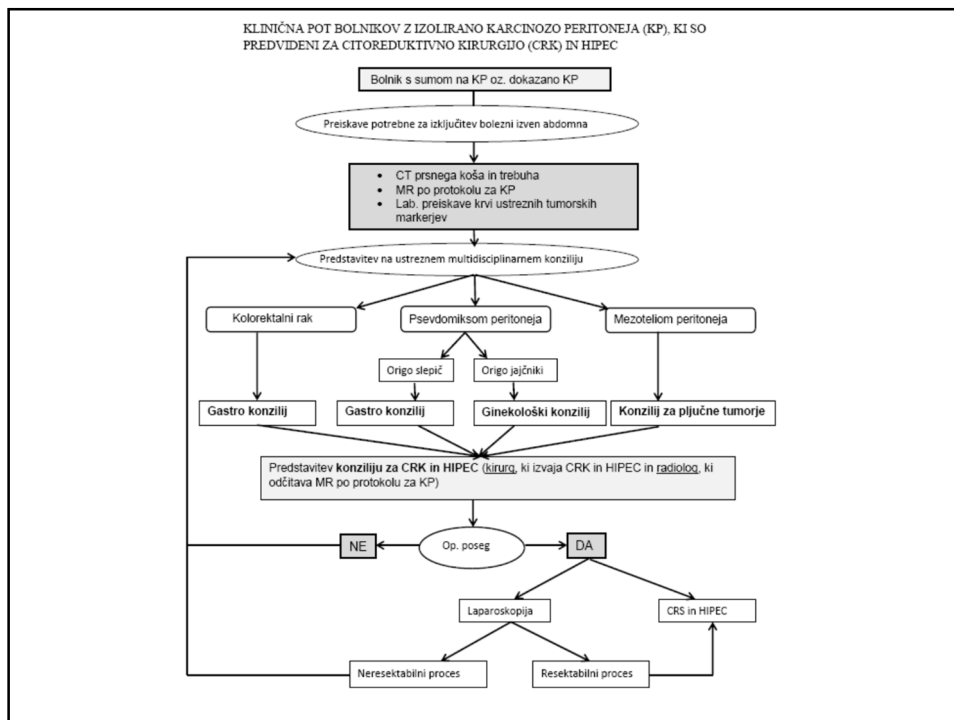 KLINIČNA POT BOLNIKOV Z IZOLIRANO KARCINOZO PERITONEJA (KP), KI SO
PREDVIDENI ZA CITOREDUKTIVNO KIRURGIJO (CRK) IN HIPEC
Bolnik s sumom na KP oz. dokazano KP
Preiskave potrebne za izključitev bolezni izven abdomna
• CT prsnega koša in trebuha
• MR po protokolu za KP
• Lab. preiskave krvi ustreznih tumorskih
markerjev
Predstavitev na ustreznem multidisciplinarnem konziliju
Kolorektalni rak
Psevdomiksom peritoneja
Mezoteliom peritoneja
Origo slepič
Origo jajčniki
Gastro konzilij
Gastro konzilij
Ginekološki konzilij
Konzilij za pljučne tumorje
Predstavitev konziliju za CRK in HIPEC (kirurg, ki izvaja CRK in HIPEC in radiolog, ki
odčitava MR po protokolu za KP)
NE
Op. poseg
DA
Laparoskopija
CRS in HIPEC
Neresektabilni proces
Resektabilni proces